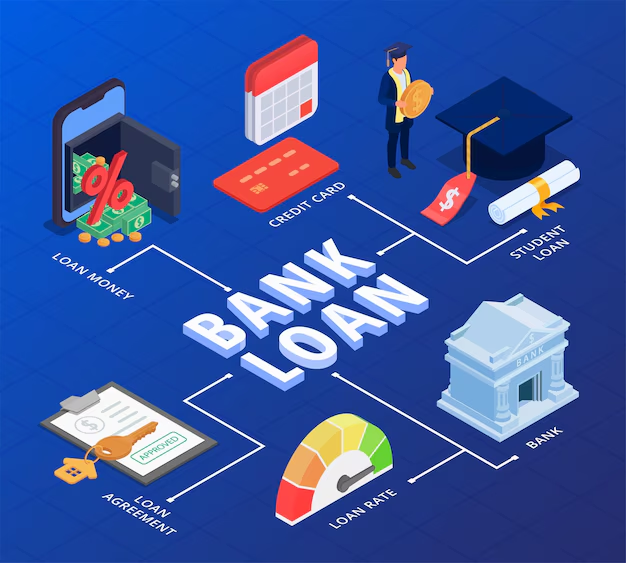 LOAN MONEY
CREDIT CARD
STUDENT
LOAN
$
$
BANK
LOAN
$
BANK
BANK
$
APPROVED
LOAN
AGREEMENT
LOAN RATE
%